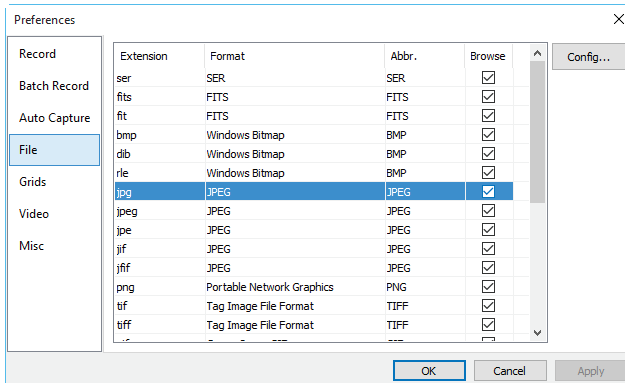 Preferences
Record
Batch Record
Auto Capture
File
Grids
Video
Misc
Extension Format Abbr. Browse
ser SER SER
fits FITS FITS
fit FITS FITS
bmp Windows Bitmap BMP
dib Windows Bitmap BMP
rle Windows Bitmap BMP
jpg JPEG JPEG
jpeg JPEG JPEG
jpe JPEG JPEG
jif JPEG JPEG
jfif JPEG JPEG
png Portable Network Graphics PNG
tif Tag Image File Format TIFF
tiff Tag Image File Format TIFF
Config...
OK Cancel Apply